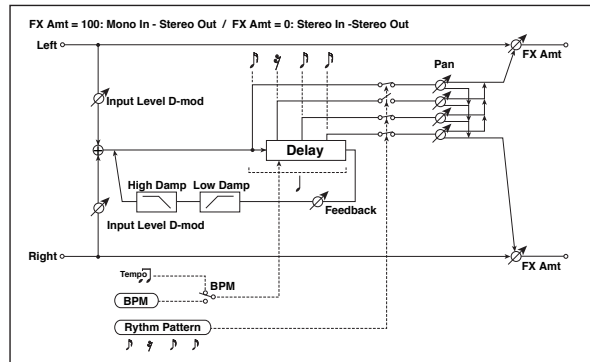 FX Amt = 100: Mono In - Stereo Out / FX Amt = 0: Stereo In -Stereo Out
Left
FX Amt
Pan
Input Level D-mod
Delay
High Damp
Low Damp
Feedback
Input Level D-mod
Right
FX Amt
Tempo
BPM
BPM
Rythm Pattern